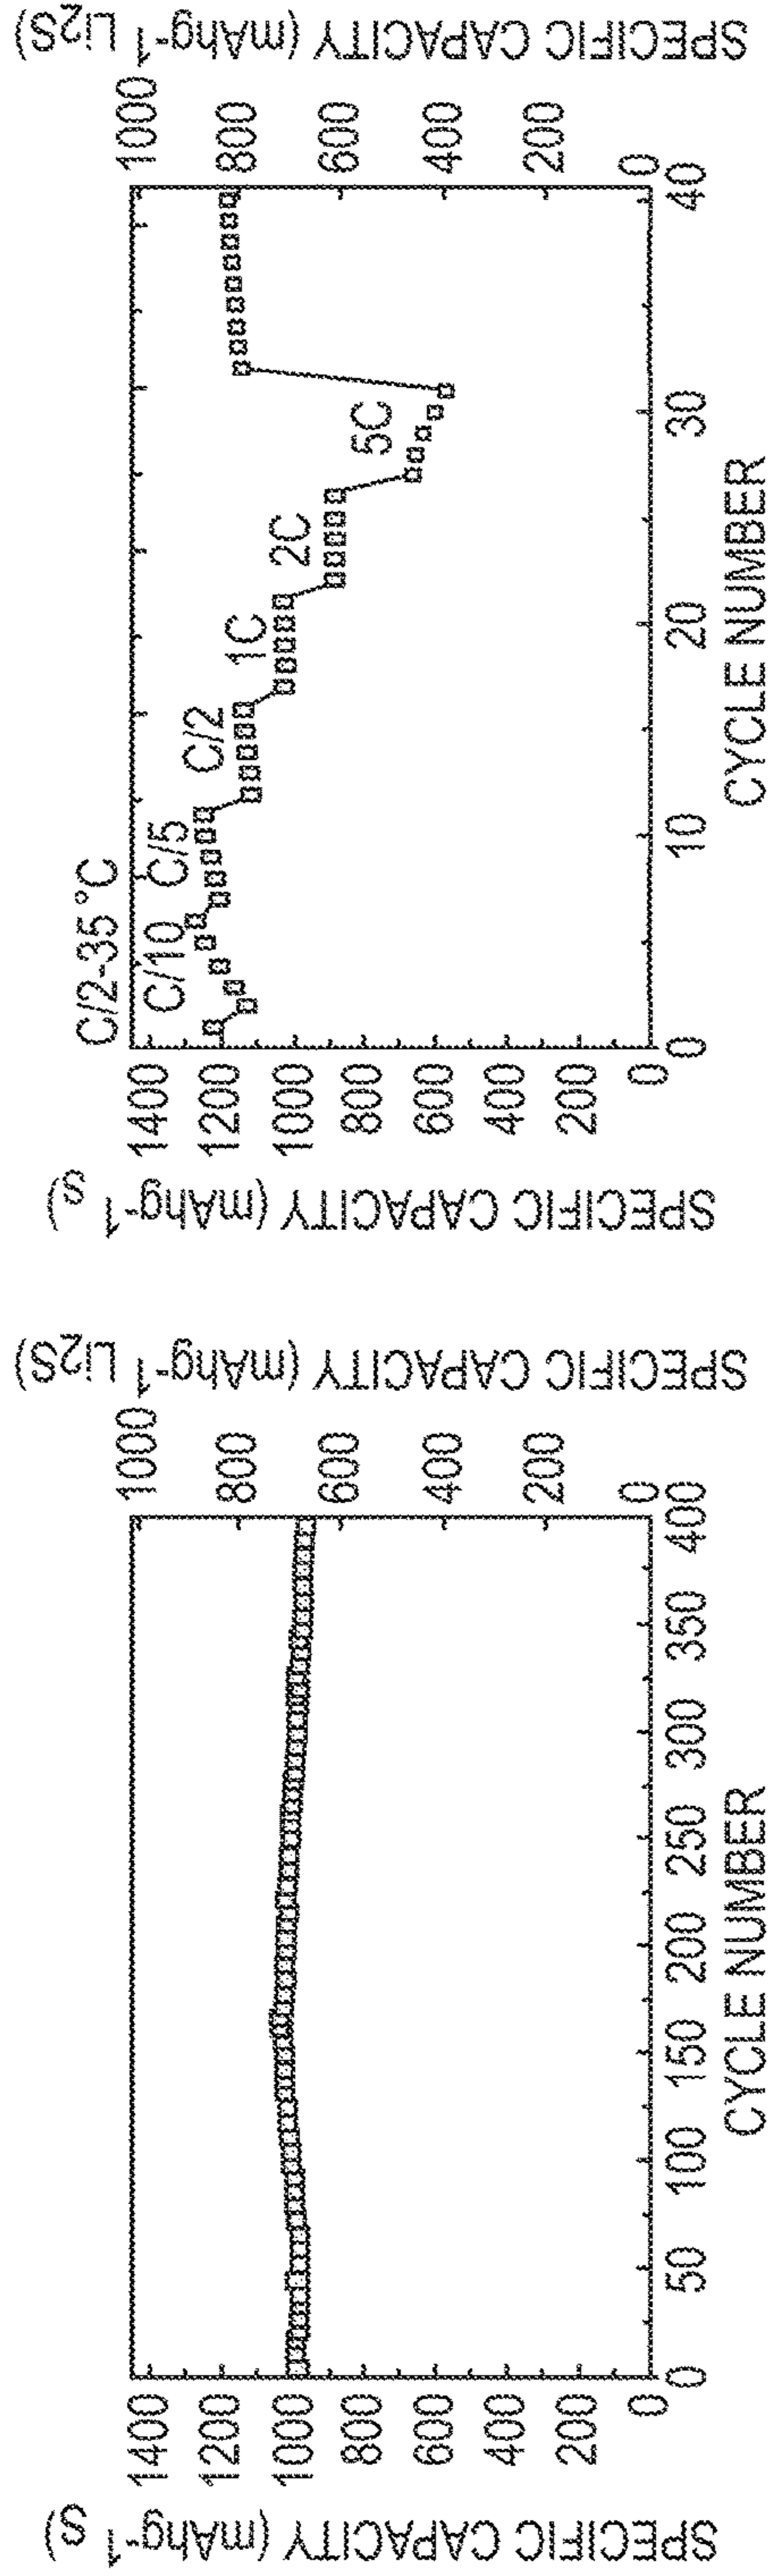 SPECIFIC CAPACITY (mAhg-1 S)
1400
1200
1000
800
600
400
200
0
0 50 100 150 200 250 300 350 400
CYCLE NUMBER
1000
800
600
400
200
0
SPECIFIC CAPACITY (mAhg-1 Li2S)
SPECIFIC CAPACITY (mAhg-1 S)
1400
1200
1000
800
600
400
200
0
C/2-35 °C
C/10
C/5
C/2
1C
2C
5C
0 10 20 30 40
CYCLE NUMBER
1000
800
600
400
200
0
SPECIFIC CAPACITY (mAhg-1 Li2S)